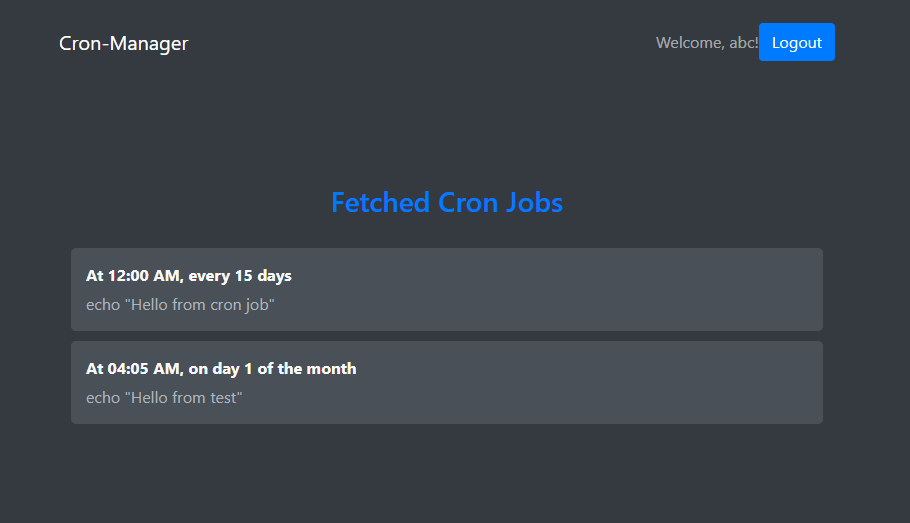 Cron-Manager
Welcome, abc! Logout
Fetched Cron Jobs
At 12:00 AM, every 15 days
echo "Hello from cron job"
At 04:05 AM, on day 1 of the month
echo "Hello from test"